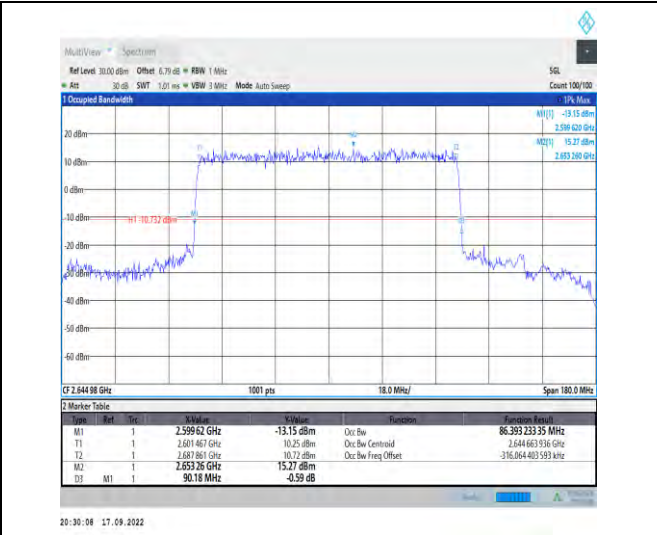 MultiView Spectrum
Ref Level 30.00 dBm Offset 6.79 dB RBW 1 MHz SGL
Att 30 dB SWT 1.01 ms VBW 3 MHz Mode Auto Sweep Count 100/100
1 Occupied Bandwidth 1Pk Max
M1[1] -13.15 dBm
2.599 620 GHz
M2[1] 15.27 dBm
2.653 260 GHz
20 dBm
10 dBm
0 dBm
-10 dBm
H1 -10.732 dBm
M1
-20 dBm
-30 dBm
-40 dBm
-50 dBm
-60 dBm
CF 2.644 98 GHz 1001 pts 18.0 MHz/ Span 180.0 MHz
2 Marker Table
Type Ref Trc X-Value Y-Value Function Function Result
M1 1 2.599 62 GHz -13.15 dBm Occ Bw 86.393 233 35 MHz
T1 1 2.601 467 GHz 10.25 dBm Occ Bw Centroid 2.644 663 936 GHz
T2 1 2.687 861 GHz 10.72 dBm Occ Bw Freq Offset -316.064 403 593 kHz
M2 1 2.653 26 GHz 15.27 dBm
D3 M1 1 90.18 MHz -0.59 dB
20:30:08 17.09.2022